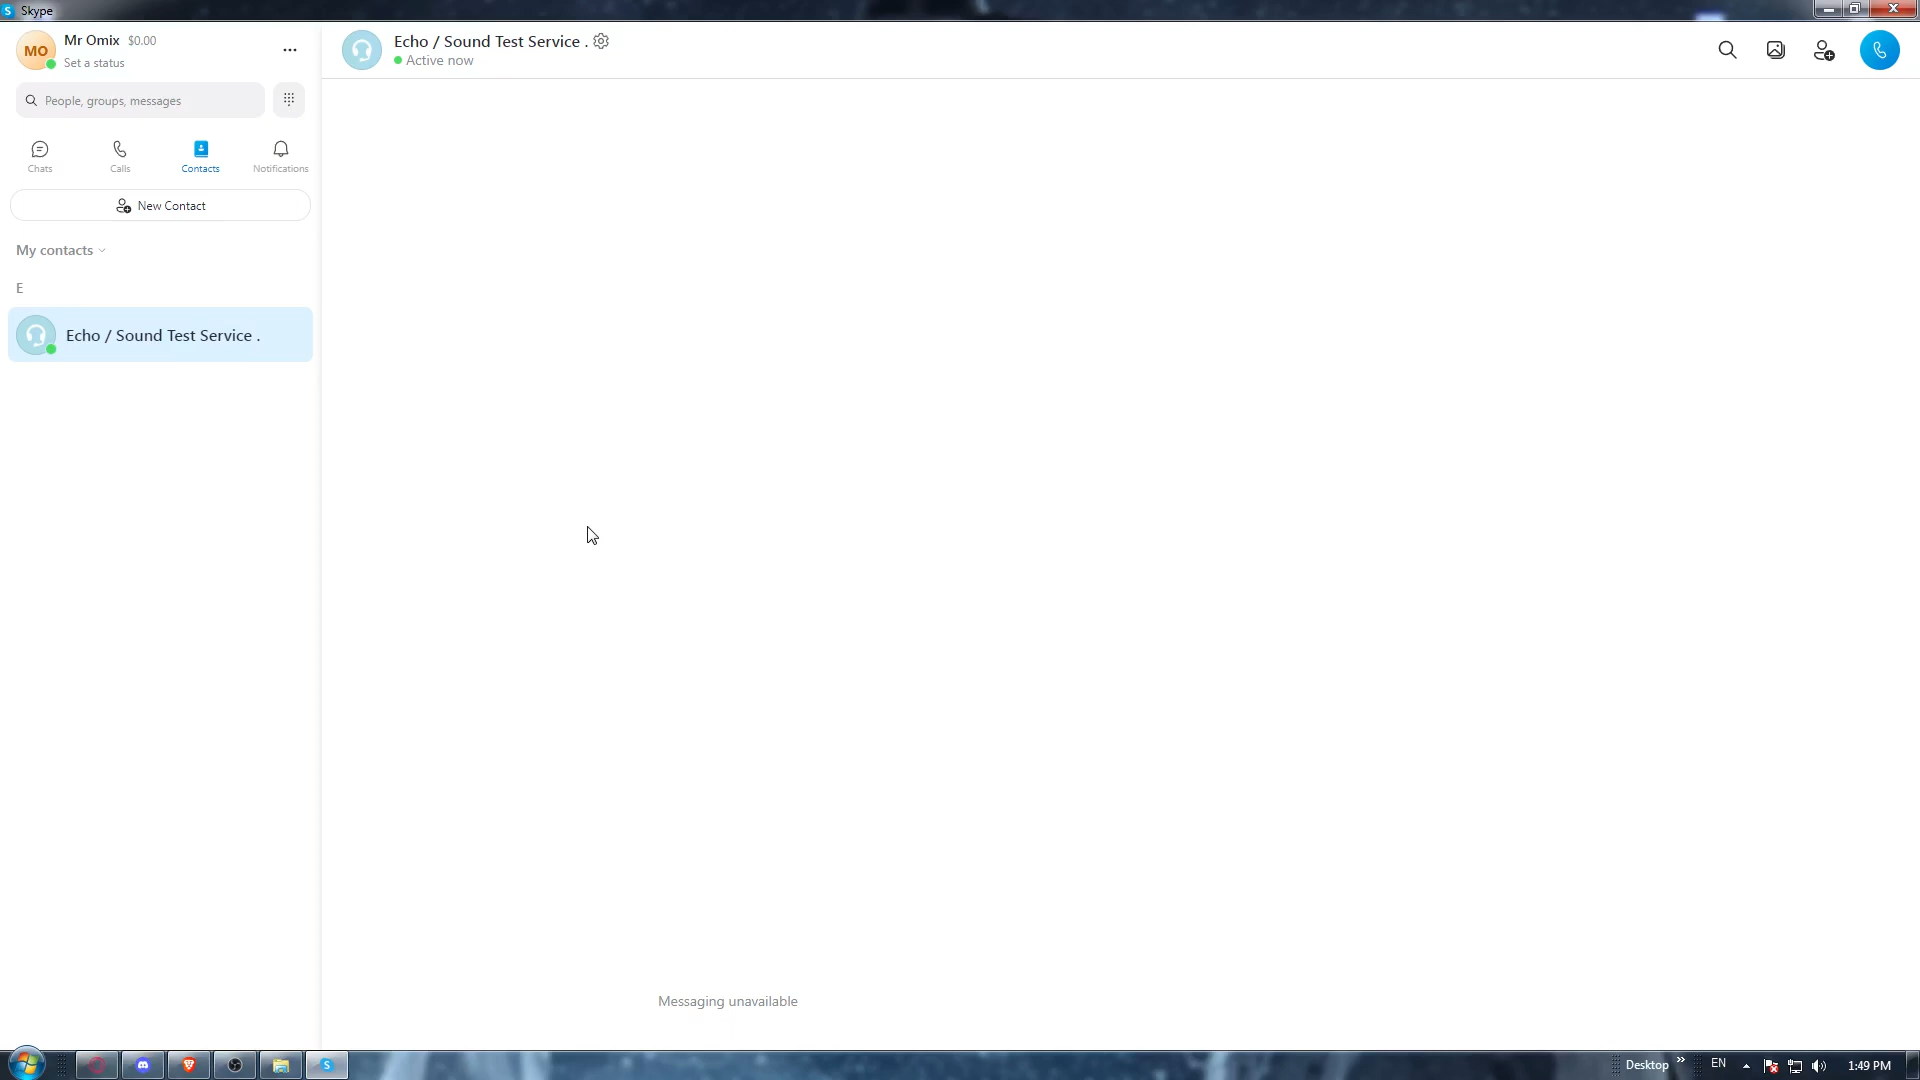 Skype
MO
Mr Omix $0.00
Set a status
People, groups, messages
Chats
Calls
Contacts
Notifications
New Contact
My contacts
E
Echo / Sound Test Service .
Echo / Sound Test Service .
Active now
Messaging unavailable
Desktop
EN
1:49 PM